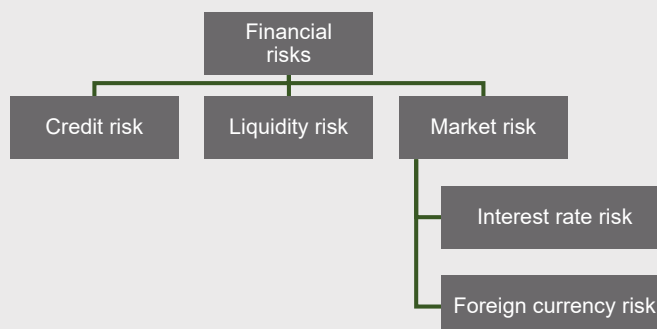 Financial
risks
Credit risk
Liquidity risk
Market risk
Interest rate risk
Foreign currency risk